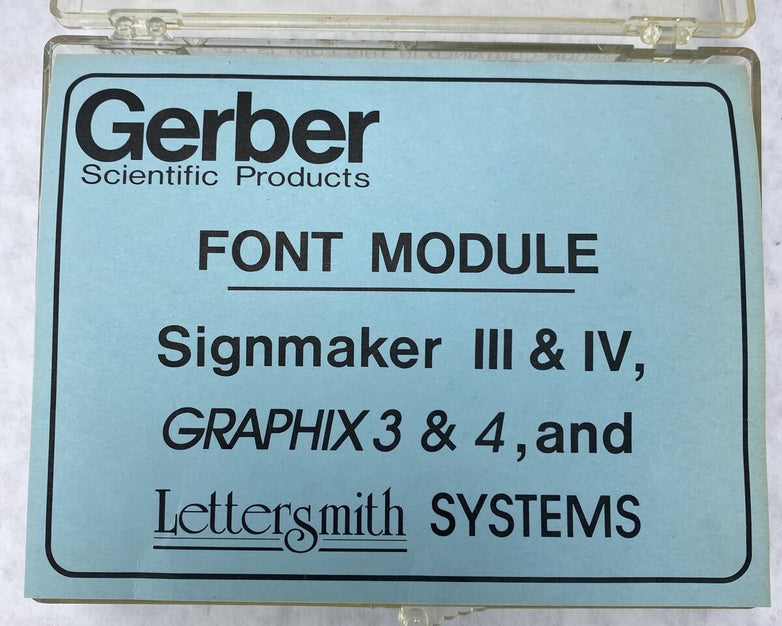 Gerber
Scientific Products
FONT MODULE
Signmaker III & IV,
GRAPHIX 3 & 4, and
Lettersmith SYSTEMS